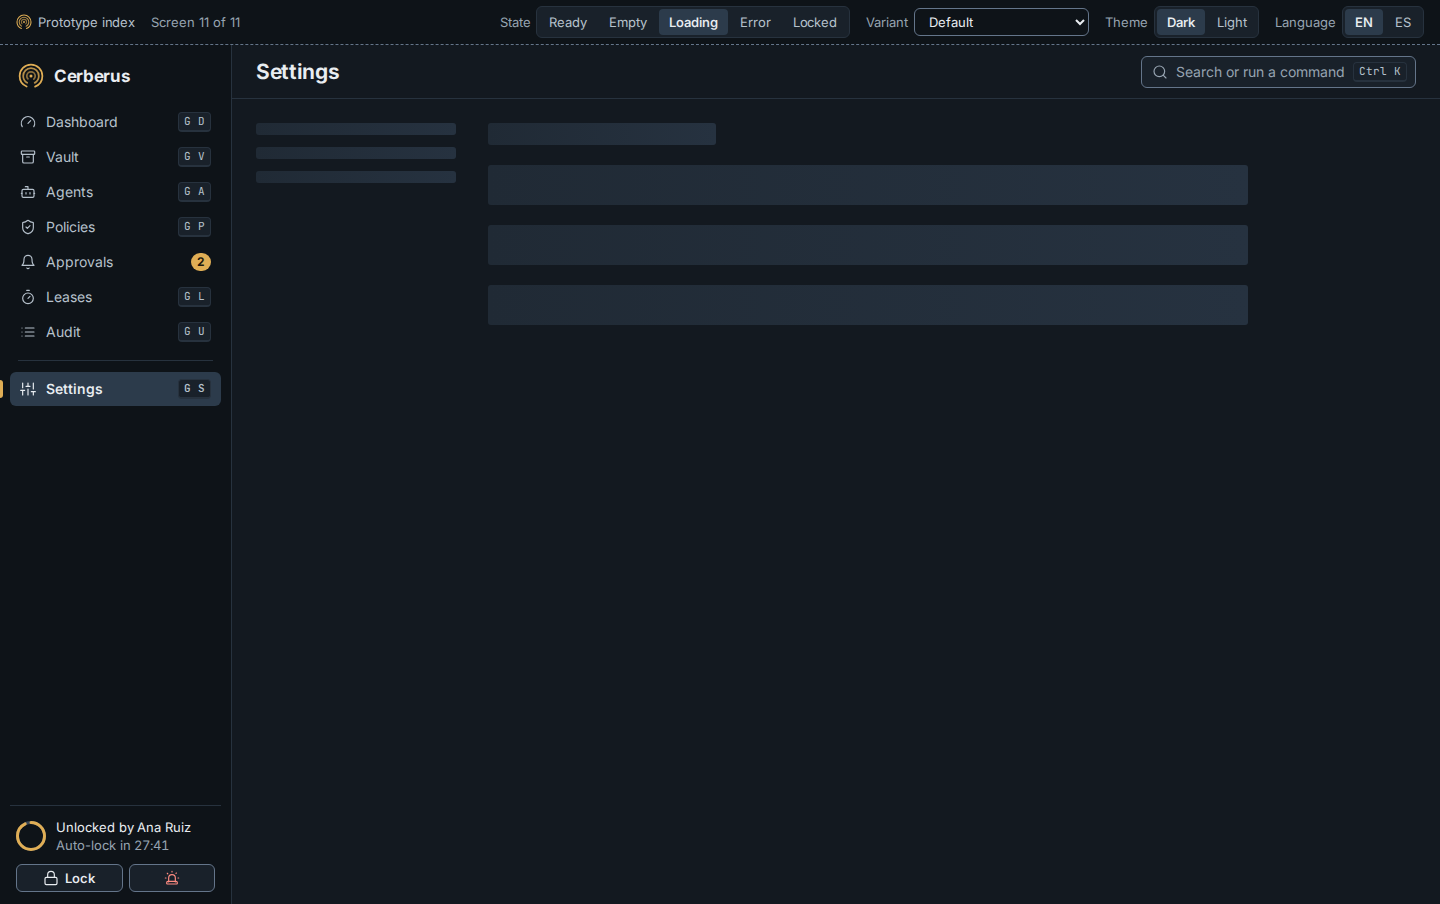 Prototype index Screen 11 of 11 State Ready Empty Loading Error Locked Variant Default Theme Dark Light Language EN ES
Cerberus
Settings
Search or run a command Ctrl K
Dashboard G D
Vault G V
Agents G A
Policies G P
Approvals 2
Leases G L
Audit G U
Settings G S
Unlocked by Ana Ruiz
Auto-lock in 27:41
Lock